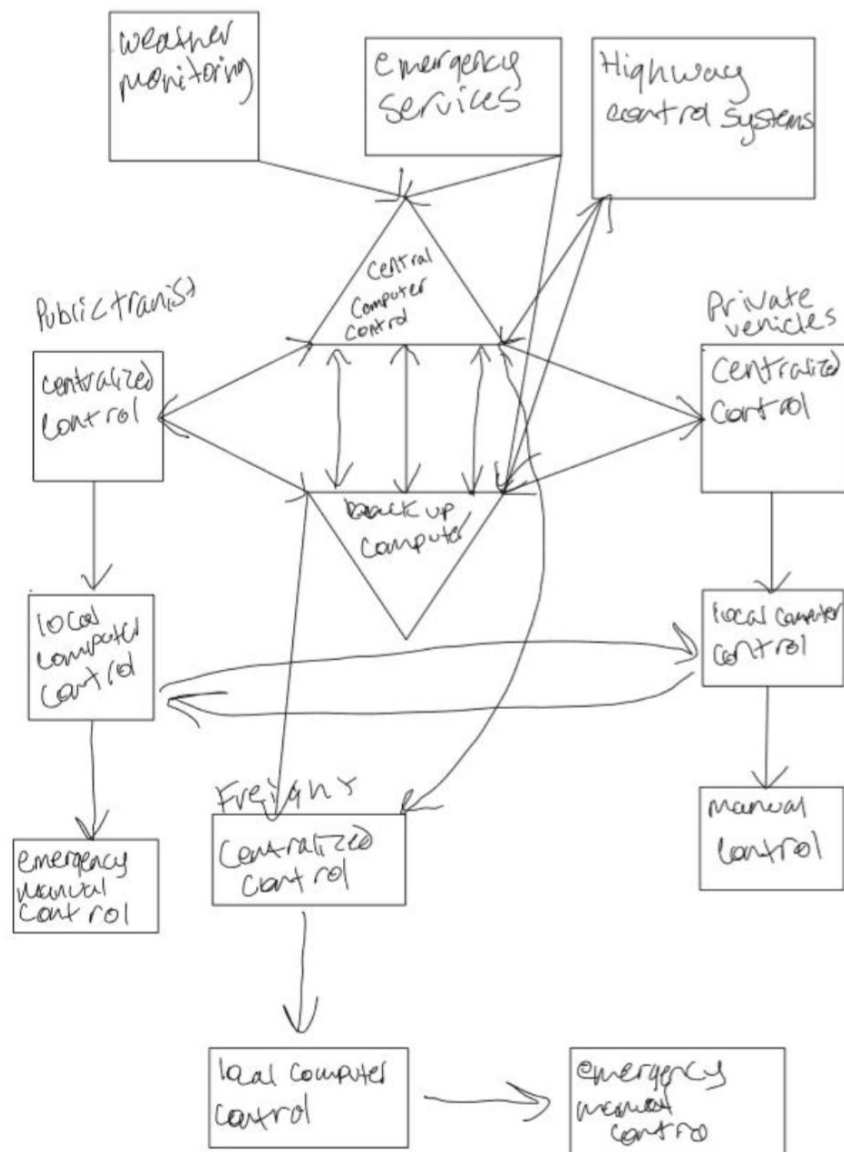 weather
monitoring
emergency
services
Highway
control systems
Central
computer
control
Public tranist
centralized
control
Private
vehicles
Centralized
control
back up
computer
local
computer
control
local computer
control
Freight
Centralized
control
manual
control
emergency
manual
control
local computer
control
emergency
manual
control